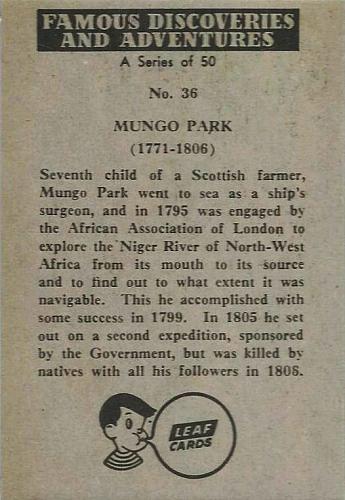 FAMOUS DISCOVERIES
AND ADVENTURES
A Series of 50
No. 36
MUNGO PARK
(1771-1806)
Seventh child of a Scottish farmer,
Mungo Park went to sea as a ship's
surgeon, and in 1795 was engaged by
the African Association of London to
explore the Niger River of North-West
Africa from its mouth to its source
and to find out to what extent it was
navigable. This he accomplished with
some success in 1799. In 1805 he set
out on a second expedition, sponsored
by the Government, but was killed by
natives with all his followers in 1806.
LEAF
CARDS